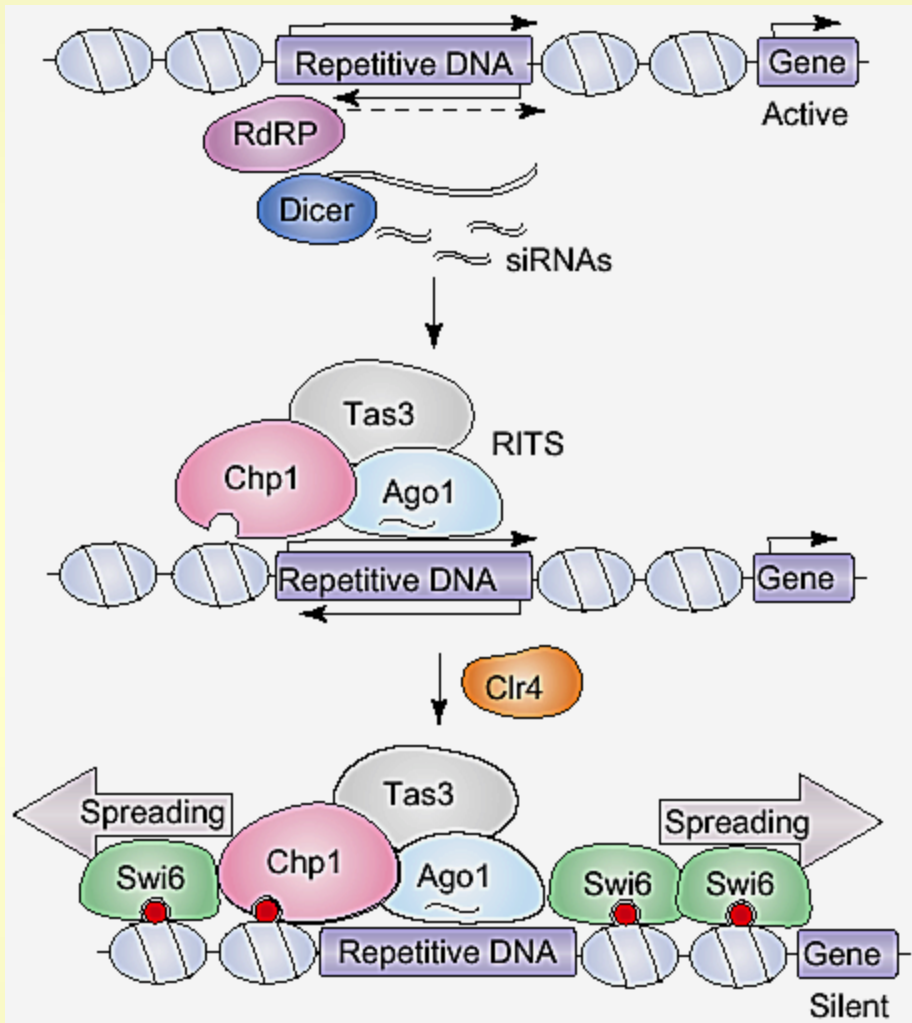 Repetitive DNA
Gene
Active
RdRP
Dicer
siRNAs
Tas3
RITS
Chp1
Ago1
Repetitive DNA
Gene
Clr4
Tas3
Spreading
Spreading
Chp1
Swi6
Ago1
Swi6
Swi6
Repetitive DNA
Gene
Silent